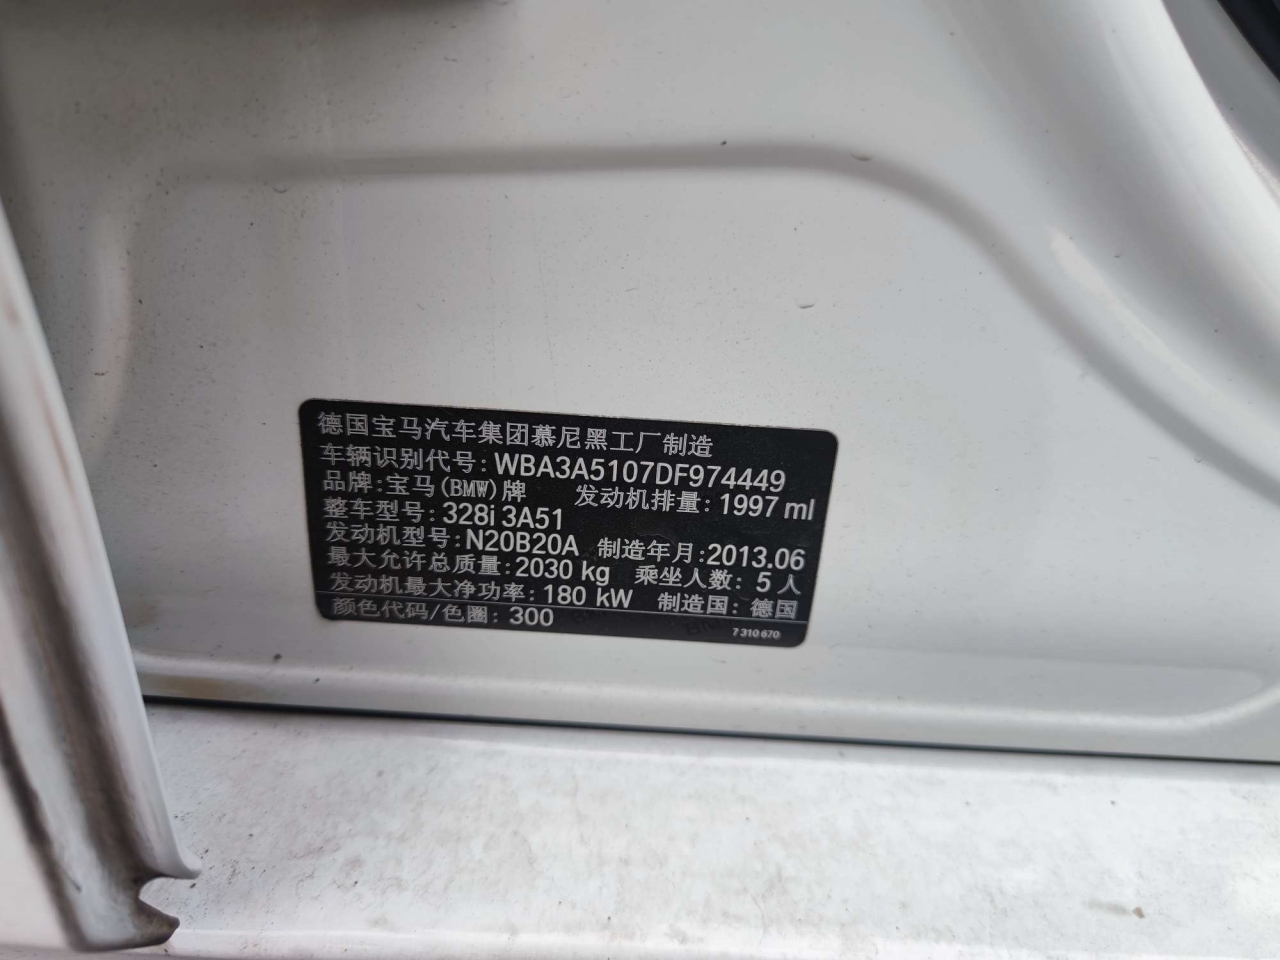 德国宝马汽车集团慕尼黑工厂制造
车辆识别代号: WBA3A5107DF974449
品牌: 宝马(BMW)牌 发动机排量: 1997 ml
整车型号: 328i 3A51
发动机型号: N20B20A 制造年月: 2013.06
最大允许总质量: 2030 kg 乘坐人数: 5 人
发动机最大净功率: 180 kW 制造国: 德国
颜色代码/色圈: 300
7 310 670